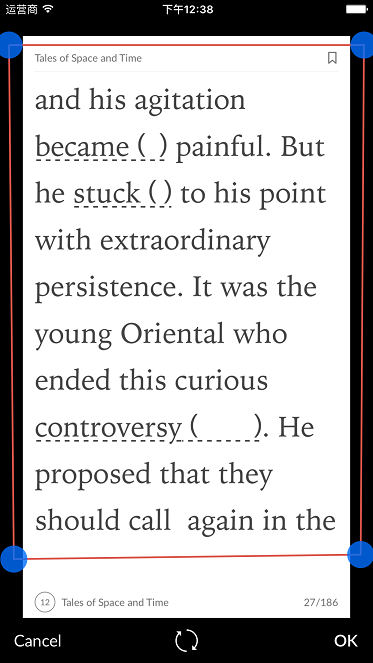 运营商 下午12:38
Tales of Space and Time
and his agitation
became ( ) painful. But
he stuck ( ) to his point
with extraordinary
persistence. It was the
young Oriental who
ended this curious
controversy ( ). He
proposed that they
should call again in the
12 Tales of Space and Time 27/186
Cancel OK